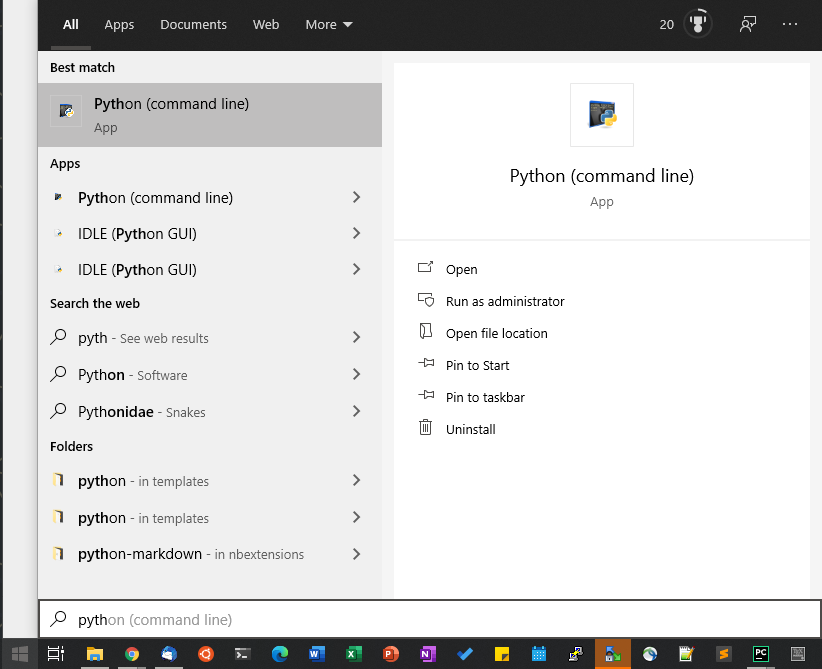 All Apps Documents Web More 20
Best match
Python (command line)
App
Apps
Python (command line)
IDLE (Python GUI)
IDLE (Python GUI)
Search the web
pyth - See web results
Python - Software
Pythonidae - Snakes
Folders
python - in templates
python - in templates
python-markdown - in nbextensions
Python (command line)
App
Open
Run as administrator
Open file location
Pin to Start
Pin to taskbar
Uninstall
python (command line)
W X P N PC